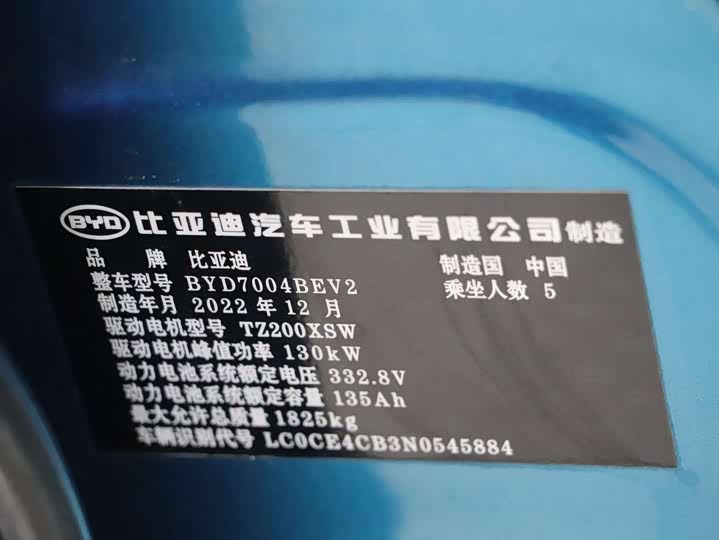 BYD 比亚迪汽车工业有限公司制造
品 牌 比亚迪 制造国 中国
整车型号 BYD7004BEV2 乘坐人数 5
制造年月 2022 年 12 月
驱动电机型号 TZ200XSW
驱动电机峰值功率 130kW
动力电池系统额定电压 332.8V
动力电池系统额定容量 135Ah
最大允许总质量 1825kg
车辆识别代号 LC0CE4CB3N0545884